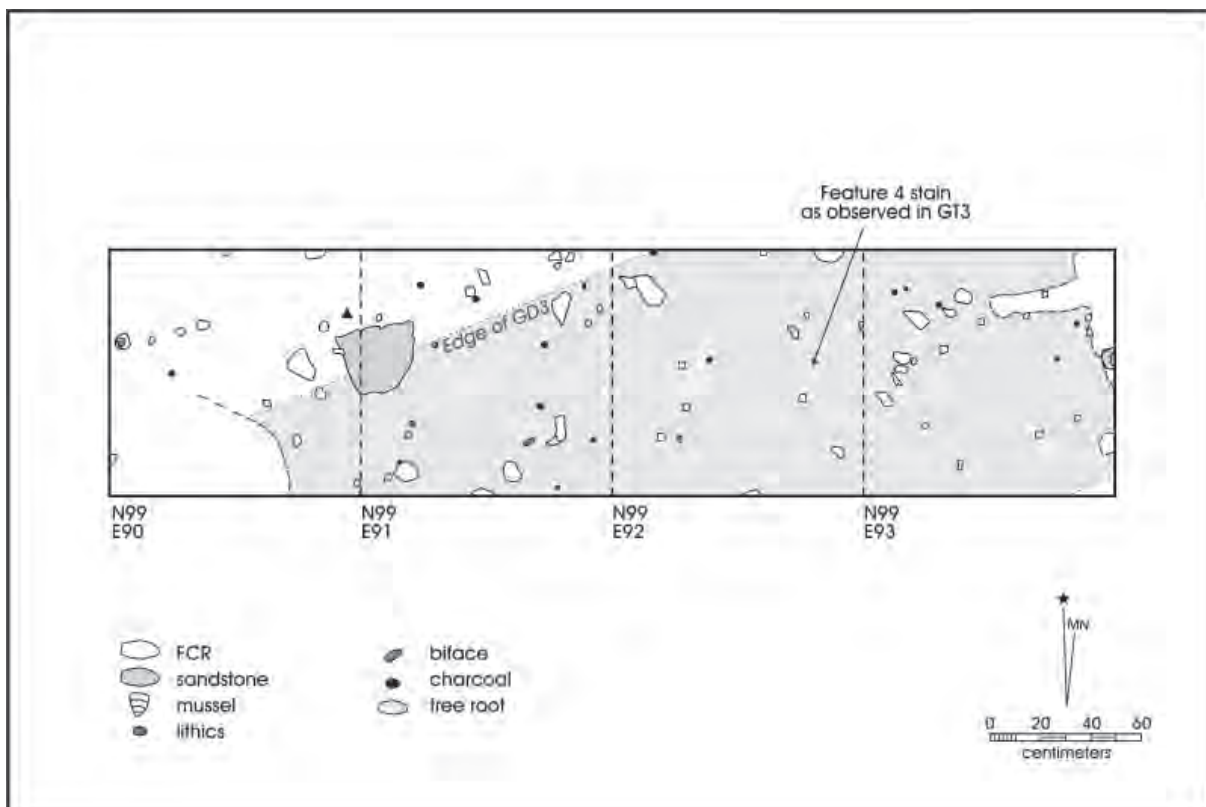 Feature 4 stain
as observed in GT3
Edge of GD3
N99
E90
N99
E91
N99
E92
N99
E93
FCR
sandstone
mussel
lithics
biface
charcoal
tree root
MN
0 20 40 60
centimeters